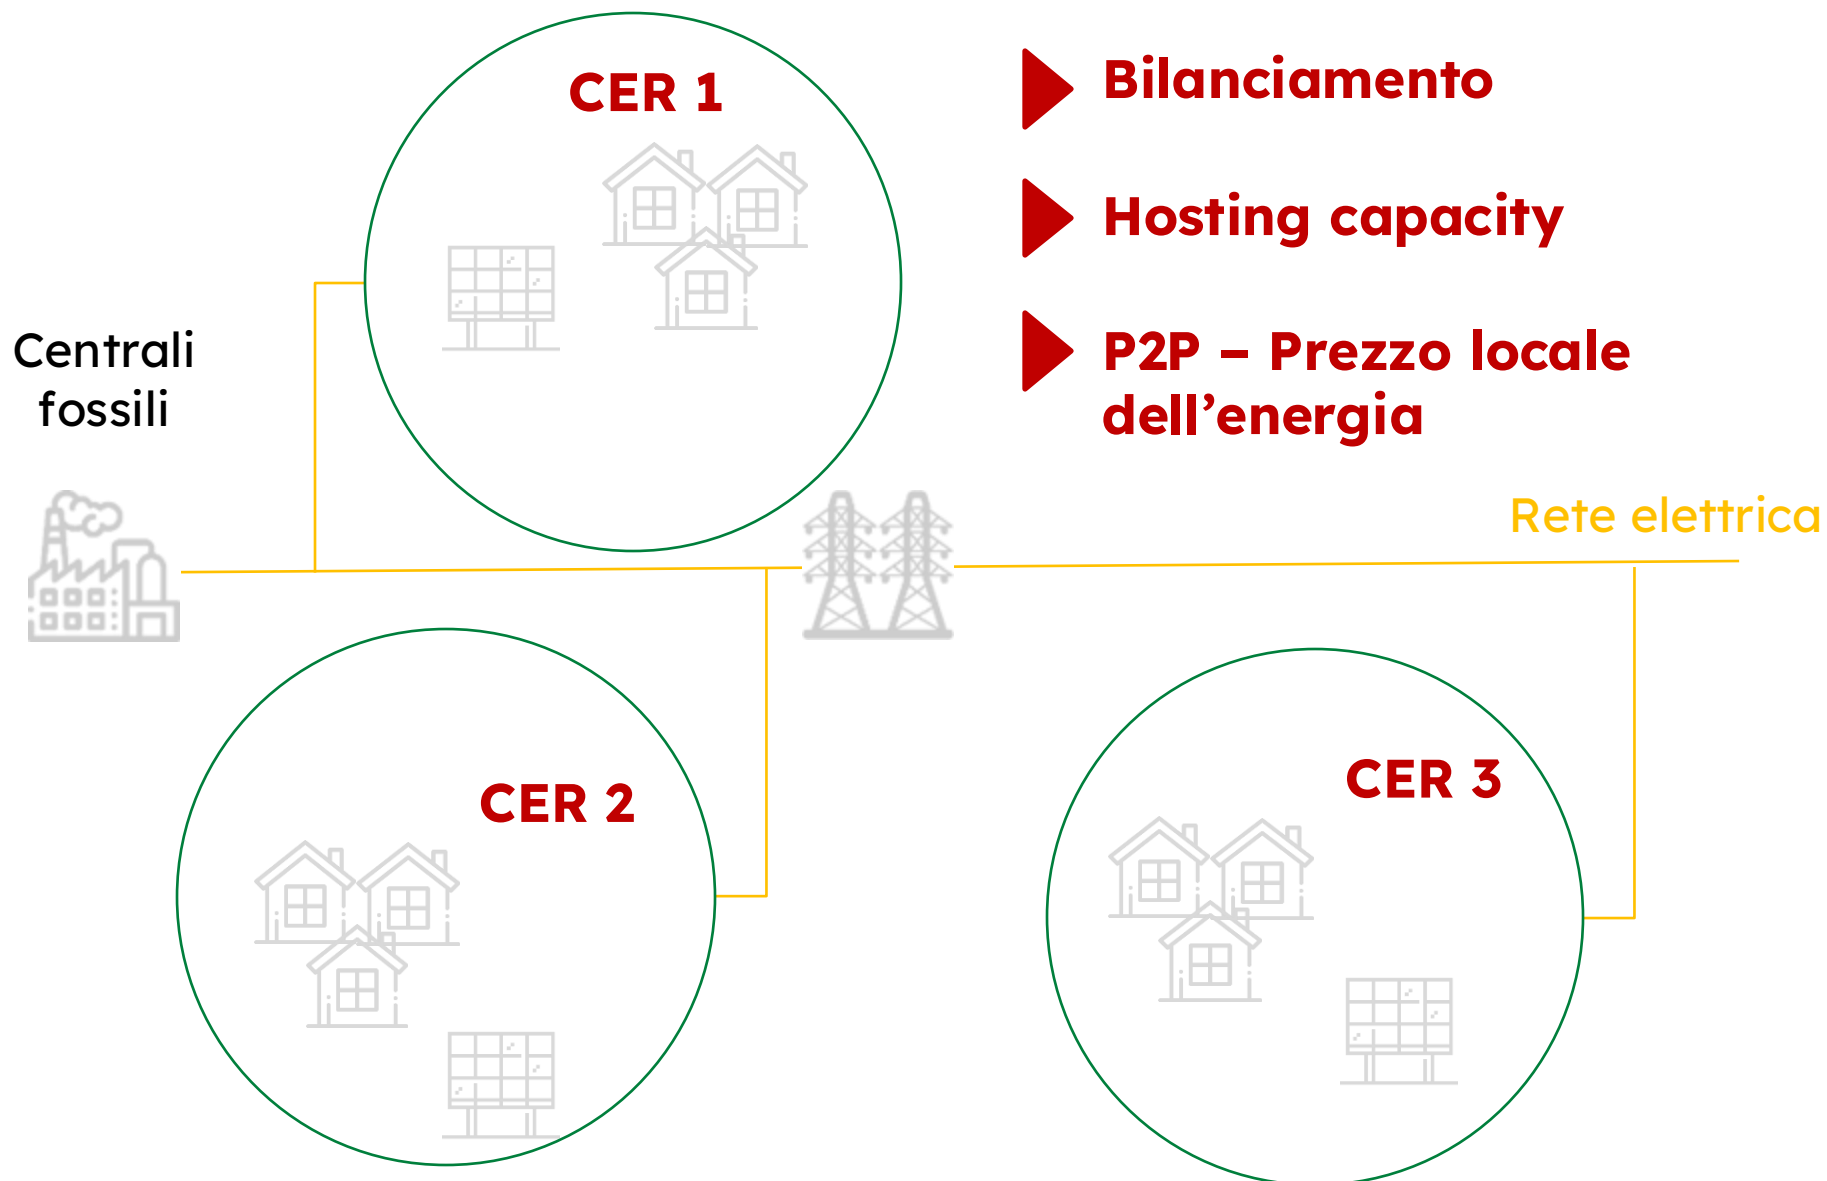 CER 1
Bilanciamento
Hosting capacity
P2P – Prezzo locale
dell’energia
Centrali
fossili
Rete elettrica
CER 2
CER 3